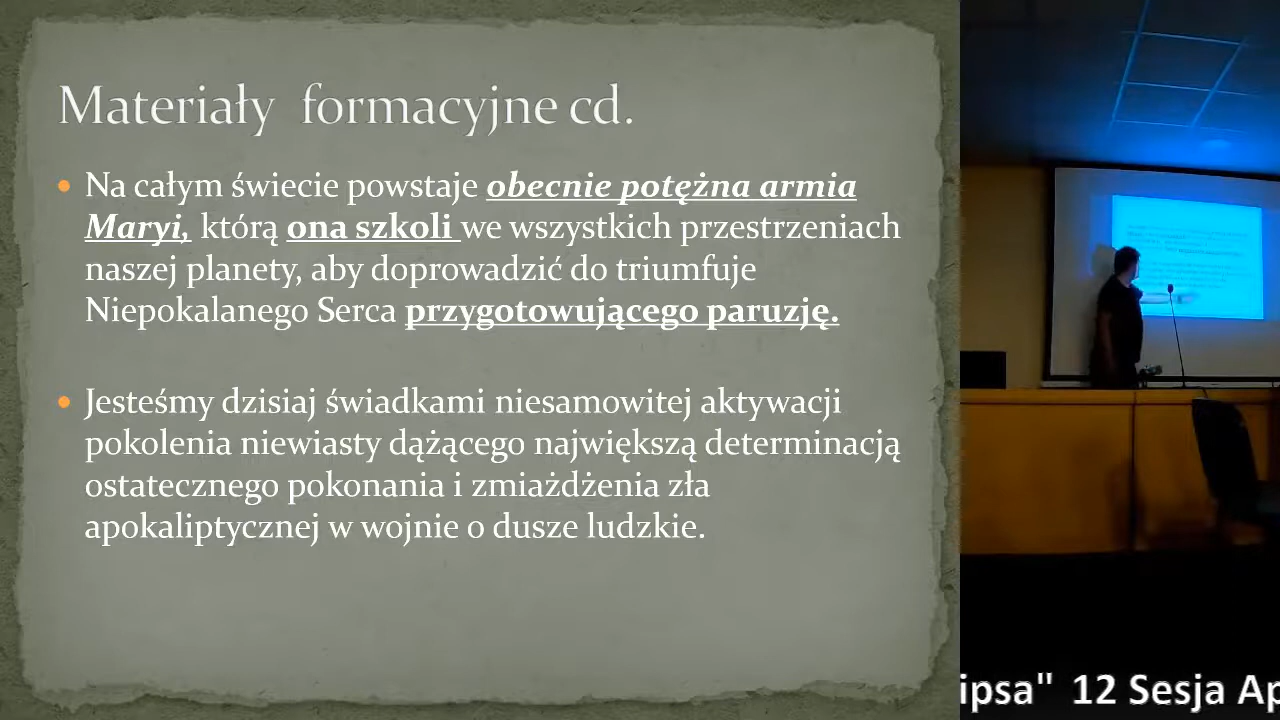 Materiały formacyjne cd.
Na całym świecie powstaje obecnie potężna armia
Maryi, którą ona szkoli we wszystkich przestrzeniach
naszej planety, aby doprowadzić do triumfuje
Niepokalanego Serca przygotowującego paruzję.
Jesteśmy dzisiaj świadkami niesamowitej aktywacji
pokolenia niewiasty dążącego największą determinacją
ostatecznego pokonania i zmiażdżenia zła
apokaliptycznej w wojnie o dusze ludzkie.
ipsa" 12 Sesja Ap